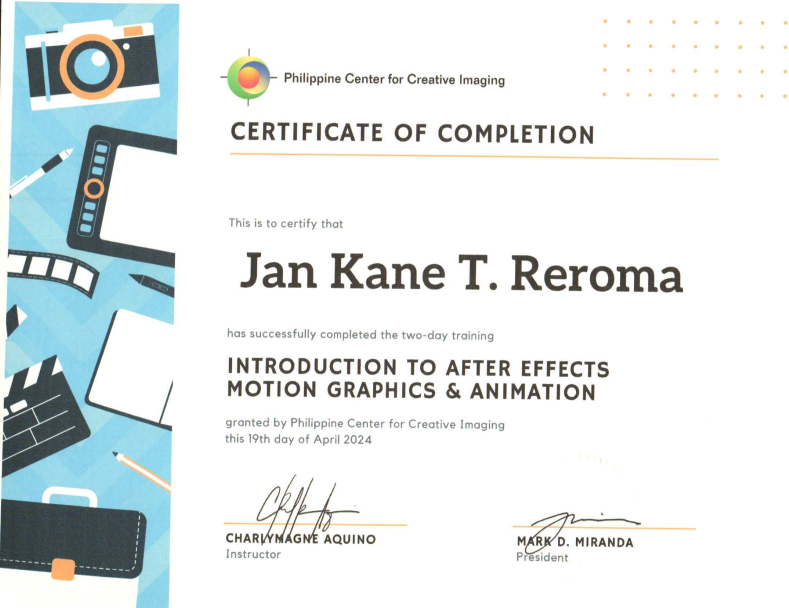 Philippine Center for Creative Imaging
CERTIFICATE OF COMPLETION
This is to certify that
Jan Kane T. Reroma
has successfully completed the two-day training
INTRODUCTION TO AFTER EFFECTS
MOTION GRAPHICS & ANIMATION
granted by Philippine Center for Creative Imaging
this 19th day of April 2024
CHARLYMAGNE AQUINO
Instructor
MARK D. MIRANDA
President